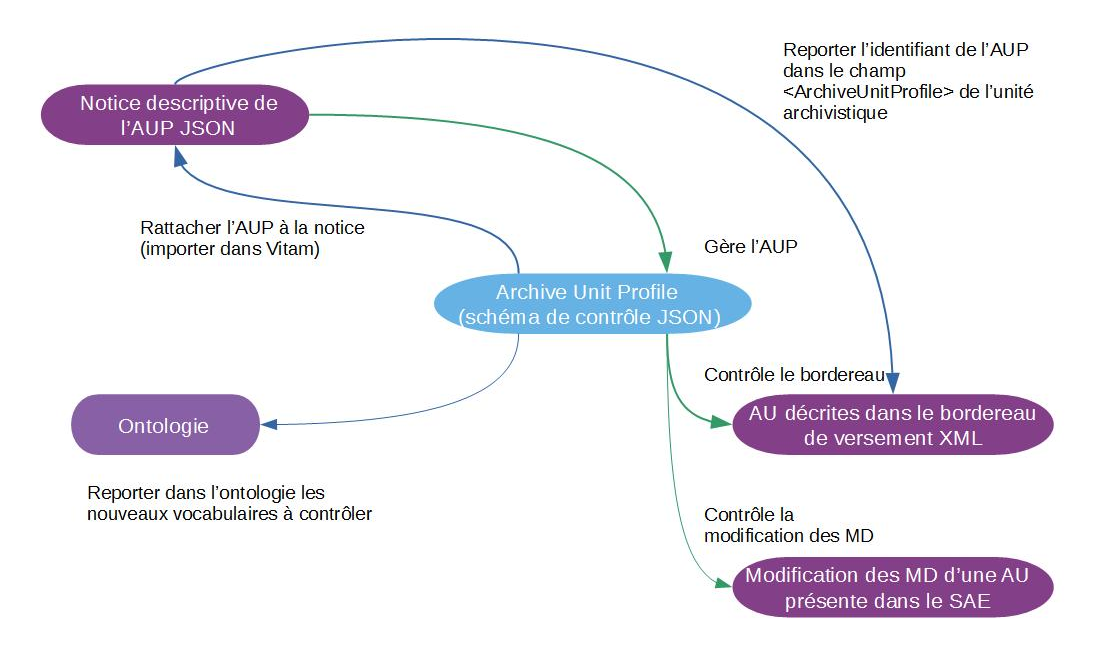 Reporter l’identifiant de l’AUP
dans le champ
<ArchiveUnitProfile> de l’unité
archivistique
Notice descriptive de
l’AUP JSON
Rattacher l’AUP à la notice
(importer dans Vitam)
Gère l’AUP
Archive Unit Profile
(schéma de contrôle JSON)
Contrôle le bordereau
AU décrites dans le bordereau
de versement XML
Ontologie
Reporter dans l’ontologie les
nouveaux vocabulaires à contrôler
Contrôle la
modification des MD
Modification des MD d’une AU
présente dans le SAE